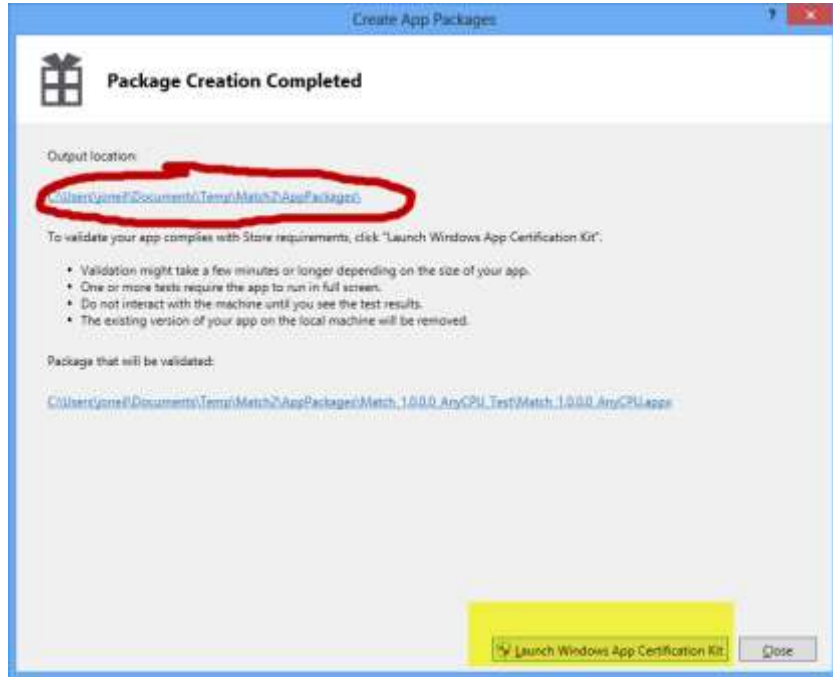 Create App Packages
?
Package Creation Completed
Output location:
C:\Users\yoneil\Documents\Temp\Match2\AppPackages\
To validate your app complies with Store requirements, click "Launch Windows App Certification Kit".
• Validation might take a few minutes or longer depending on the size of your app.
• One or more tests require the app to run in full screen.
• Do not interact with the machine until you see the test results.
• The existing version of your app on the local machine will be removed.
Package that will be validated:
C:\Users\yoneil\Documents\Temp\Match2\AppPackages\Match_1.0.0.0_AnyCPU_Test\Match_1.0.0.0_AnyCPU.appx
Launch Windows App Certification Kit
Close